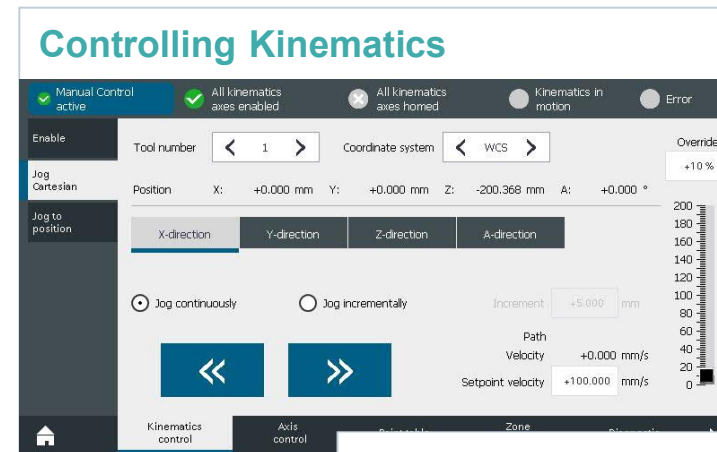 Controlling Kinematics
Manual Control
active
All kinematics
axes enabled
All kinematics
axes homed
Kinematics in
motion
Error
Enable
Jog
Cartesian
Jog to
position
Tool number
1
Coordinate system
WCS
Override
+10 %
Position X: +0.000 mm Y: +0.000 mm Z: -200.368 mm A: +0.000 °
X-direction
Y-direction
Z-direction
A-direction
200
180
160
140
120
100
80
60
40
20
0
Jog continuously
Jog incrementally
Increment +5.000 mm
Path
Velocity +0.000 mm/s
Setpoint velocity +100.000 mm/s
Kinematics
control
Axis
control
Zone